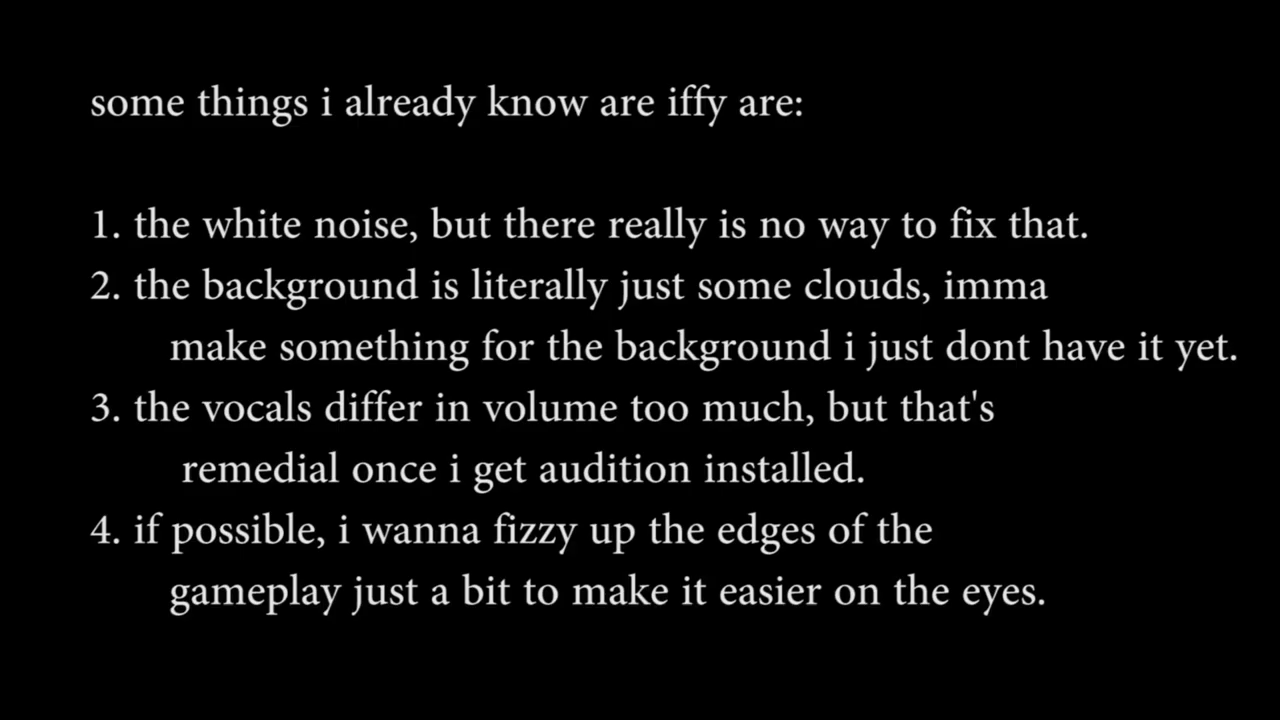 some things i already know are iffy are:
1. the white noise, but there really is no way to fix that.
2. the background is literally just some clouds, imma
make something for the background i just dont have it yet.
3. the vocals differ in volume too much, but that's
remedial once i get audition installed.
4. if possible, i wanna fizzy up the edges of the
gameplay just a bit to make it easier on the eyes.